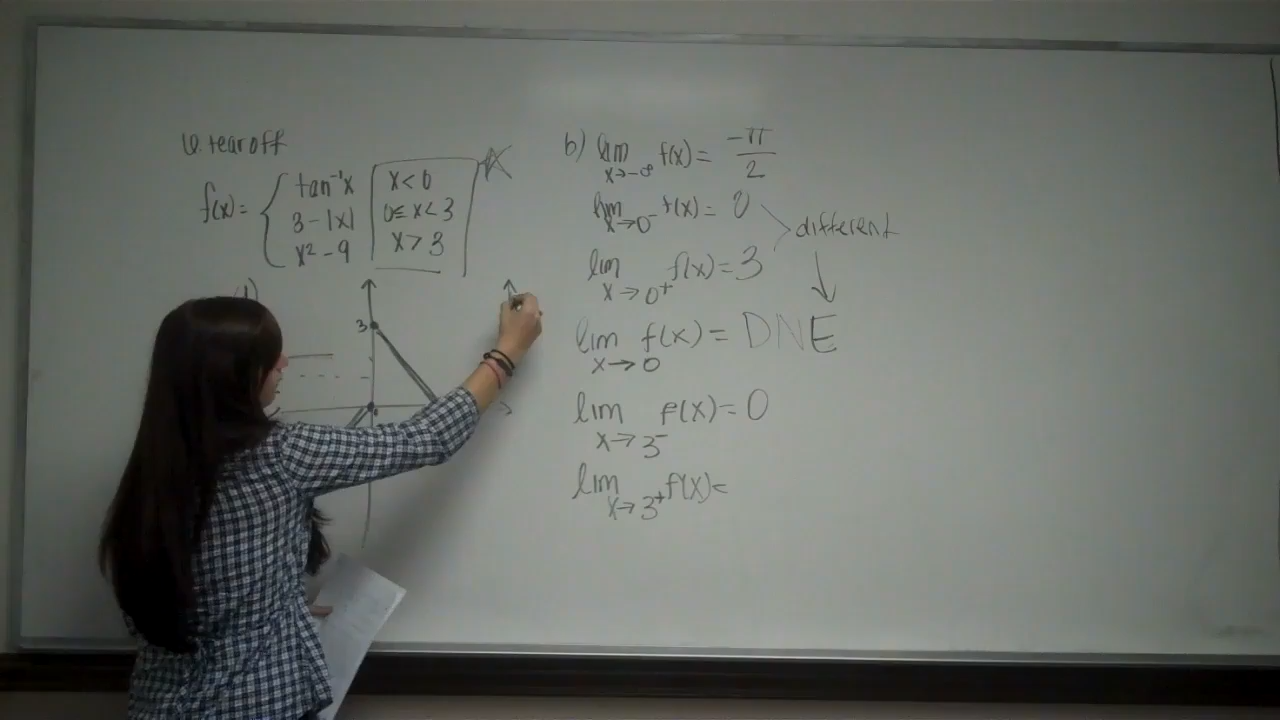 6. tear off
f(x) = { tan⁻¹x x < 0
3 - |x| 0 ≤ x < 3
x² - 9 x > 3
3
b) lim x→-∞ f(x) = -π/2
lim x→0⁻ f(x) = 0
different
lim x→0⁺ f(x) = 3
lim x→0 f(x) = DNE
lim x→3⁻ f(x) = 0
lim x→3⁺ f(x) =